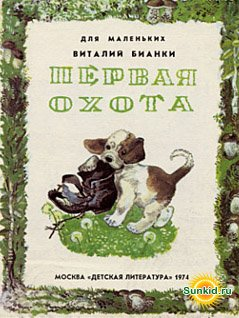 ДЛЯ МАЛЕНЬКИХ
ВИТАЛИЙ БИАНКИ
ПЕРВАЯ
ОХОТА
МОСКВА «ДЕТСКАЯ ЛИТЕРАТУРА» 1974
Sunkid.ru